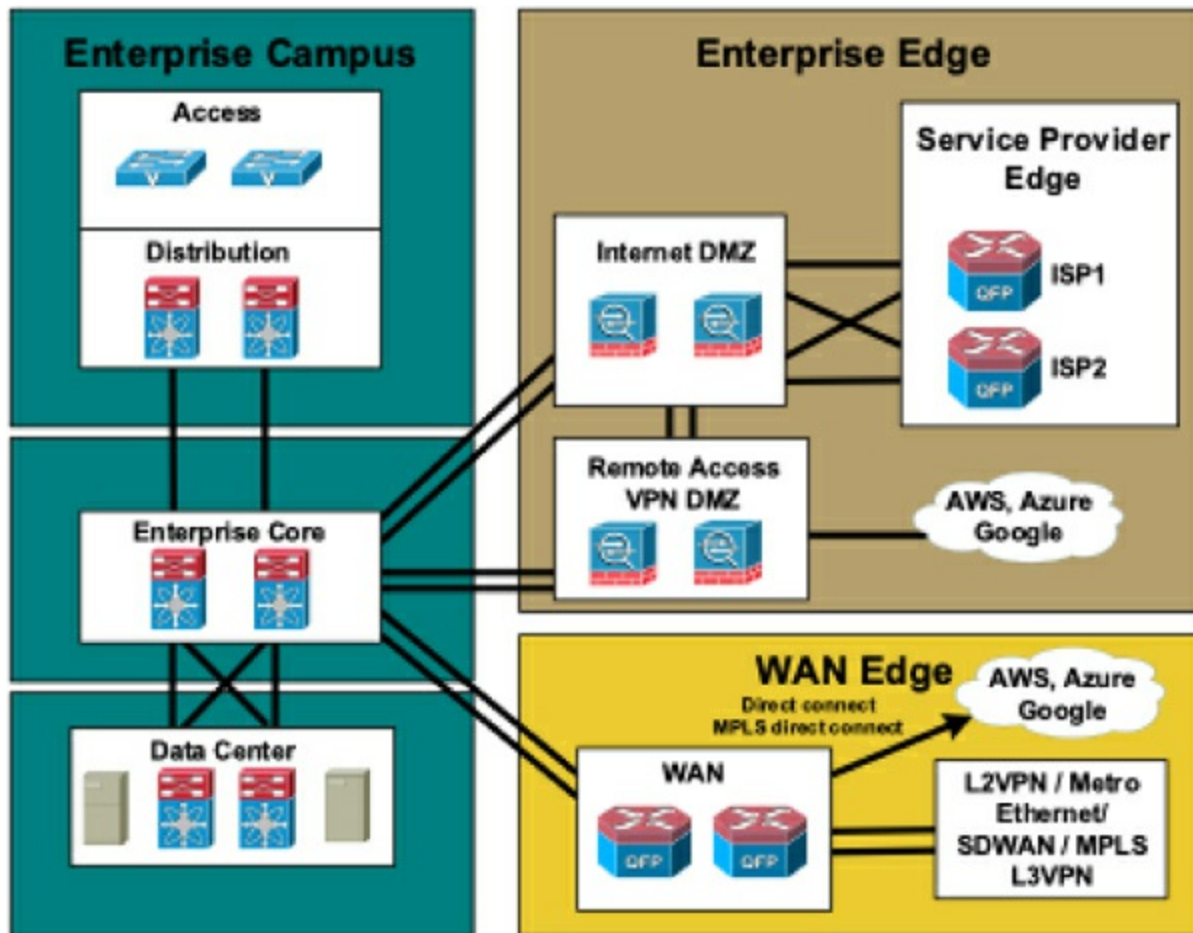 Enterprise Campus
Access
V
V
Distribution
Enterprise Core
Data Center
Enterprise Edge
Service Provider
Edge
QFP
ISP1
QFP
ISP2
Internet DMZ
Remote Access
VPN DMZ
AWS, Azure
Google
WAN Edge
Direct connect
MPLS direct connect
AWS, Azure
Google
WAN
QFP
QFP
L2VPN / Metro
Ethernet/
SDWAN / MPLS
L3VPN